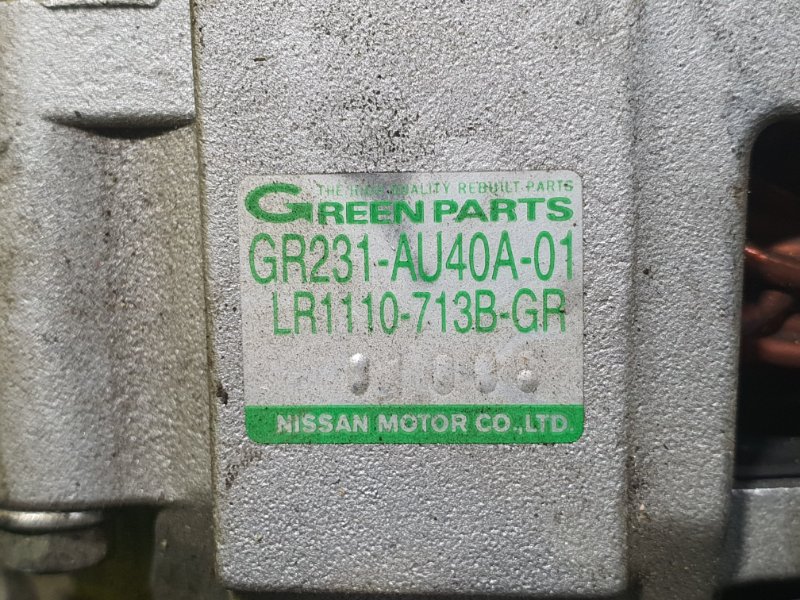 THE HIGH QUALITY REBUILT PARTS
GREEN PARTS
GR231-AU40A-01
LR1110-713B-GR
NISSAN MOTOR CO.,LTD.